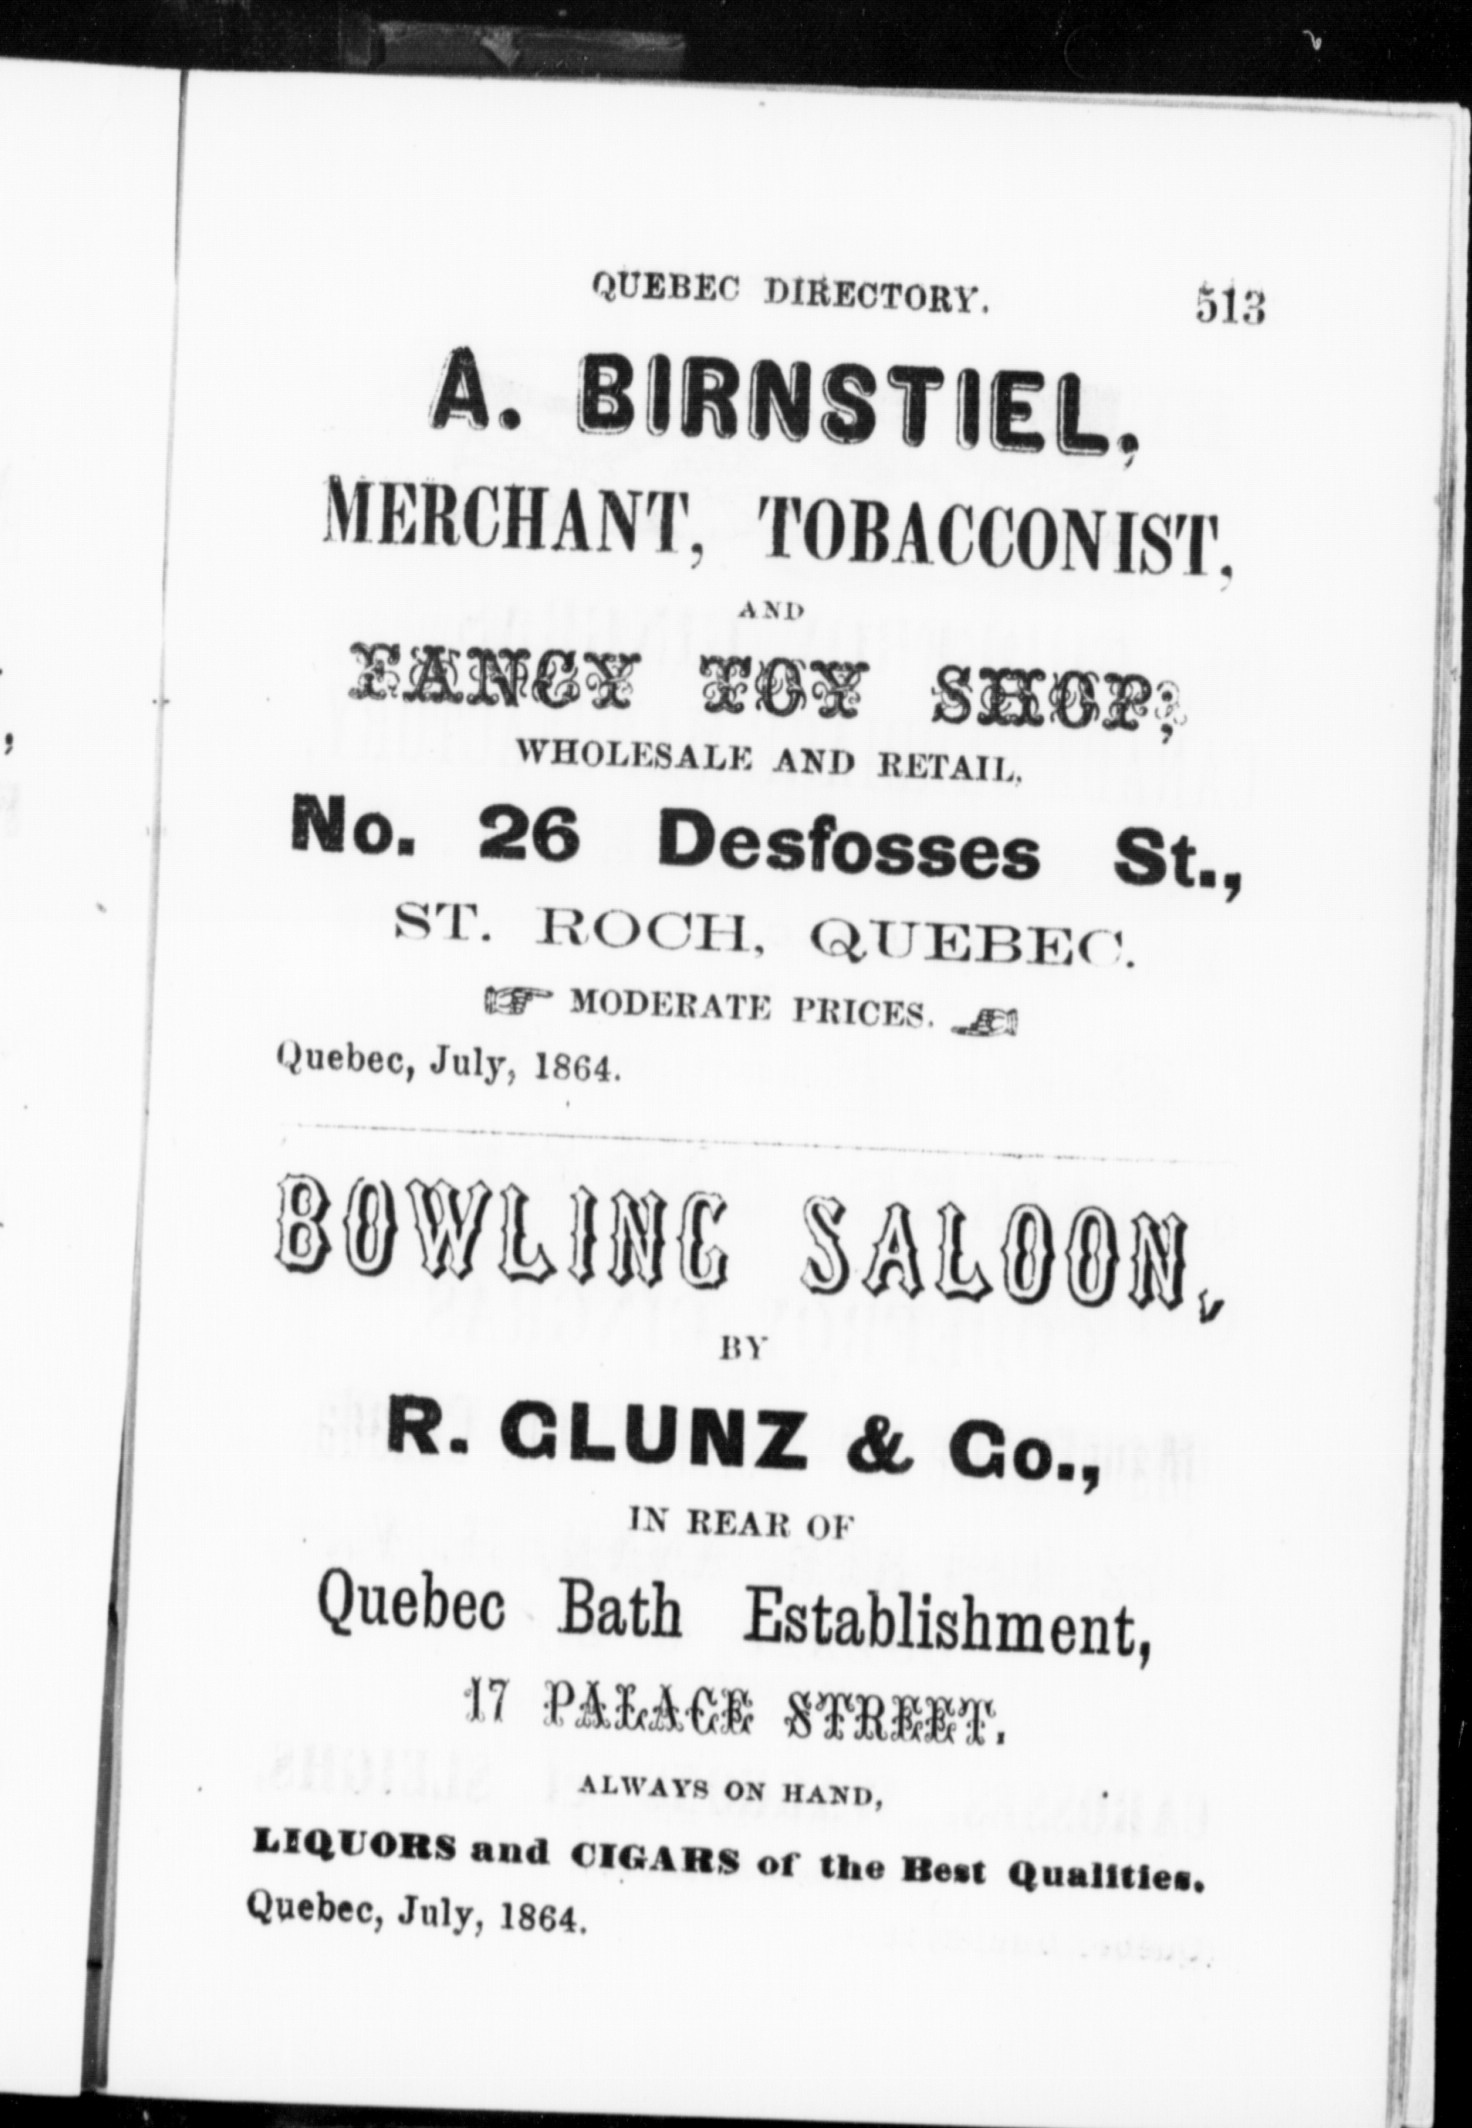 QUEBEC DIRECTORY. 513
A. BIRNSTIEL,
MERCHANT, TOBACCONIST,
AND
FANCY TOY SHOP,
WHOLESALE AND RETAIL,
No. 26 Desfosses St.,
ST. ROCH, QUEBEC.
☞ MODERATE PRICES. ☜
Quebec, July, 1864.
BOWLING SALOON,
BY
R. GLUNZ & Co.,
IN REAR OF
Quebec Bath Establishment,
17 PALACE STREET.
ALWAYS ON HAND,
LIQUORS and CIGARS of the Best Qualities.
Quebec, July, 1864.